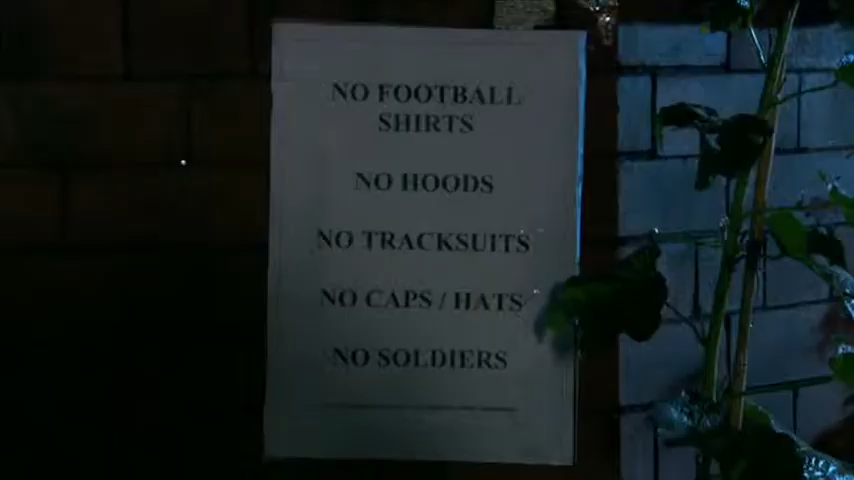 NO FOOTBALL
SHIRTS
NO HOODS
NO TRACKSUITS
NO CAPS / HATS
NO SOLDIERS